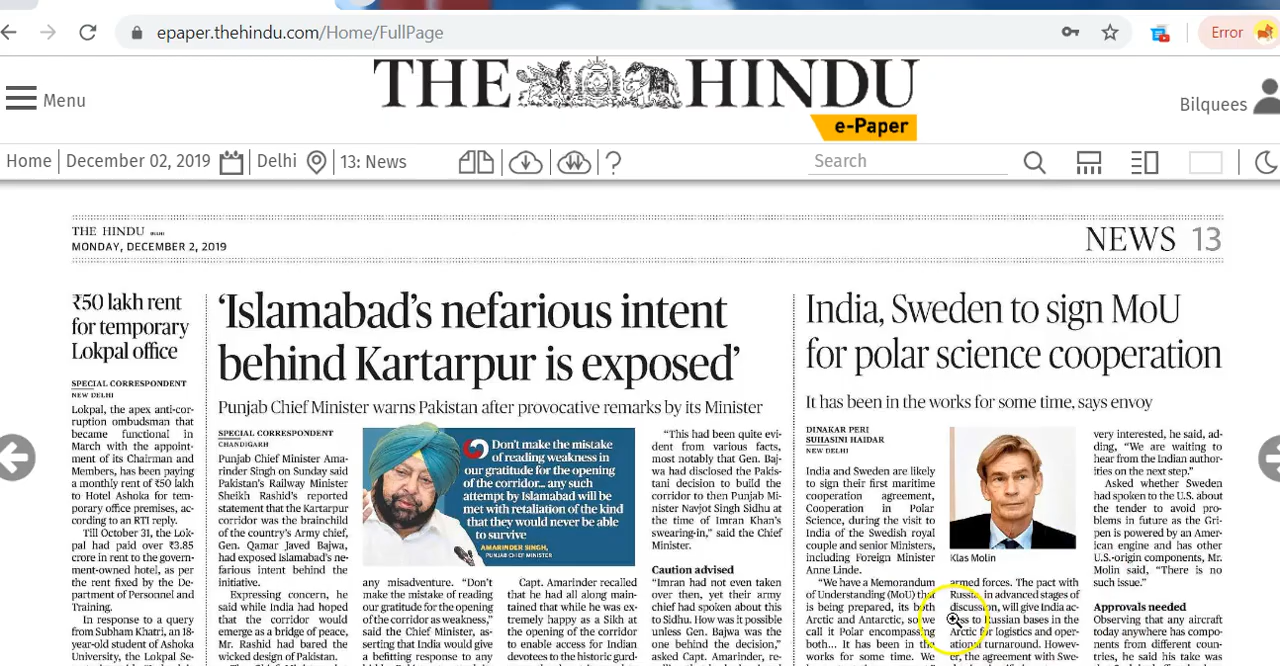 epaper.thehindu.com/Home/FullPage
Error
THE HINDU
e-Paper
Menu
Bilquees
Home
December 02, 2019
Delhi
13: News
?
Search
THE HINDU
MONDAY, DECEMBER 2, 2019
NEWS 13
₹50 lakh rent
for temporary
Lokpal office
SPECIAL CORRESPONDENT
NEW DELHI
Lokpal, the apex anti-cor-
ruption ombudsman that
became functional in
March with the appoint-
ment of its Chairman and
Members, has been paying
a monthly rent of ₹50 lakh
to Hotel Ashoka for tem-
porary office premises, ac-
cording to an RTI reply.
Till October 31, the Lok-
pal had paid over ₹3.85
crore in rent to the govern-
ment-owned hotel, as per
the rent fixed by the De-
partment of Personnel and
Training.
In response to a query
from Subham Khatri, an 18-
year-old student of Ashoka
University, the Lokpal Se-
‘Islamabad’s nefarious intent
behind Kartarpur is exposed’
Punjab Chief Minister warns Pakistan after provocative remarks by its Minister
SPECIAL CORRESPONDENT
CHANDIGARH
Punjab Chief Minister Ama-
rinder Singh on Sunday said
Pakistan’s Railway Minister
Sheikh Rashid’s reported
statement that the Kartarpur
corridor was the brainchild
of the country’s Army chief,
Gen. Qamar Javed Bajwa,
had exposed Islamabad’s ne-
farious intent behind the
initiative.
Expressing concern, he
said while India had hoped
that the corridor would
emerge as a bridge of peace,
Mr. Rashid had bared the
wicked design of Pakistan.
Don’t make the mistake
of reading weakness in
our gratitude for the opening
of the corridor... any such
attempt by Islamabad will be
met with retaliation of the kind
that they would never be able
to survive
AMARINDER SINGH,
PUNJAB CHIEF MINISTER
any misadventure. “Don’t
make the mistake of reading
our gratitude for the opening
of the corridor as weakness,”
said the Chief Minister, as-
serting that India would give
a befitting response to any
Capt. Amarinder recalled
that he had all along main-
tained that while he was ex-
tremely happy as a Sikh at
the opening of the corridor
to enable access for Indian
devotees to the historic gurd-
“This had been quite evi-
dent from various facts,
most notably that Gen. Baj-
wa had disclosed the Pakis-
tani decision to build the
corridor to then Punjab Mi-
nister Navjot Singh Sidhu at
the time of Imran Khan’s
swearing-in,” said the Chief
Minister.
Caution advised
“Imran had not even taken
over then, yet their army
chief had spoken about this
to Sidhu. How was it possible
unless Gen. Bajwa was the
one behind the decision,”
asked Capt. Amarinder, re-
India, Sweden to sign MoU
for polar science cooperation
It has been in the works for some time, says envoy
DINAKAR PERI
SUHASINI HAIDAR
NEW DELHI
India and Sweden are likely
to sign their first maritime
cooperation agreement,
Cooperation in Polar
Science, during the visit to
India of the Swedish royal
couple and senior Ministers,
including Foreign Minister
Anne Linde.
“We have a Memorandum
of Understanding (MoU) that
is being prepared, its both
Arctic and Antarctic, so we
call it Polar encompassing
both... It has been in the
works for some time. We
Klas Molin
armed forces. The pact with
Russia, in advanced stages of
discussion, will give India ac-
cess to Russian bases in the
Arctic for logistics and oper-
ational turnaround. Howev-
er, the agreement with Swe-
very interested, he said, ad-
ding, “We are waiting to
hear from the Indian author-
ities on the next step.”
Asked whether Sweden
had spoken to the U.S. about
the tender to avoid pro-
blems in future as the Gri-
pen is powered by an Amer-
ican engine and has other
U.S.-origin components, Mr.
Molin said, “There is no
such issue.”
Approvals needed
Observing that any aircraft
today anywhere has compo-
nents from different coun-
tries, he said his take was